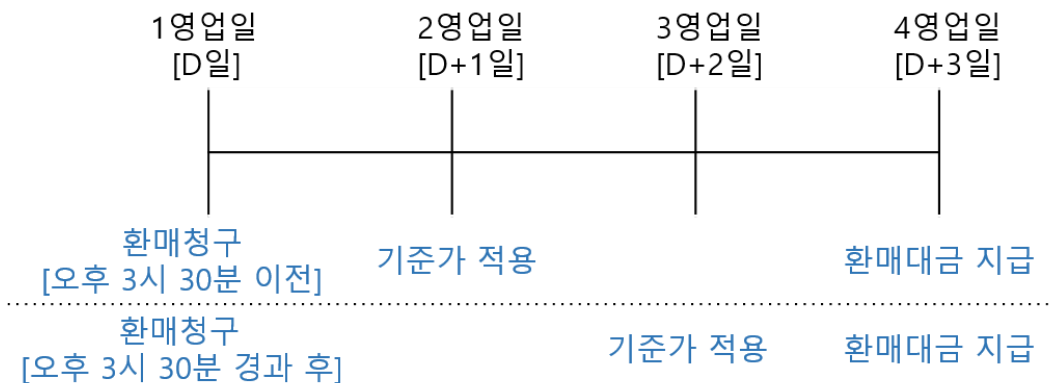 1영업일 2영업일 3영업일 4영업일
[D일] [D+1일] [D+2일] [D+3일]
환매청구
[오후 3시 30분 이전]
기준가 적용
환매대금 지급
환매청구
[오후 3시 30분 경과 후]
기준가 적용
환매대금 지급